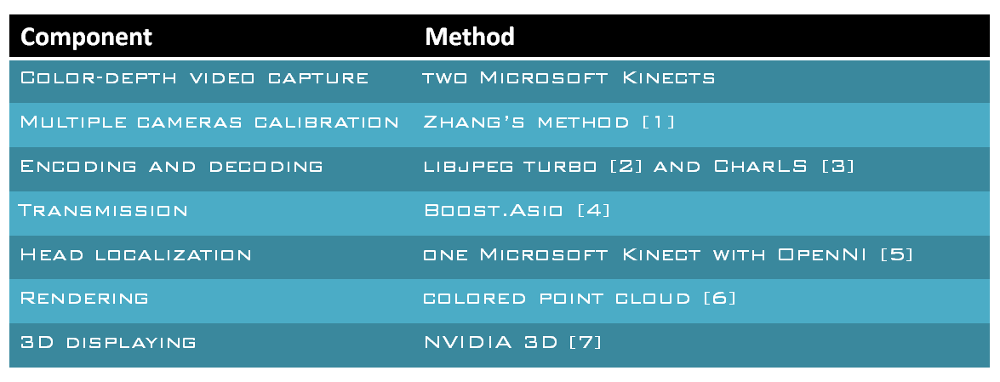 Component Method
Color-depth video capture two Microsoft Kinects
Multiple cameras calibration Zhang's method [1]
Encoding and decoding libjpeg turbo [2] and CharLS [3]
Transmission Boost.Asio [4]
Head localization one Microsoft Kinect with OpenNI [5]
Rendering colored point cloud [6]
3D displaying NVIDIA 3D [7]